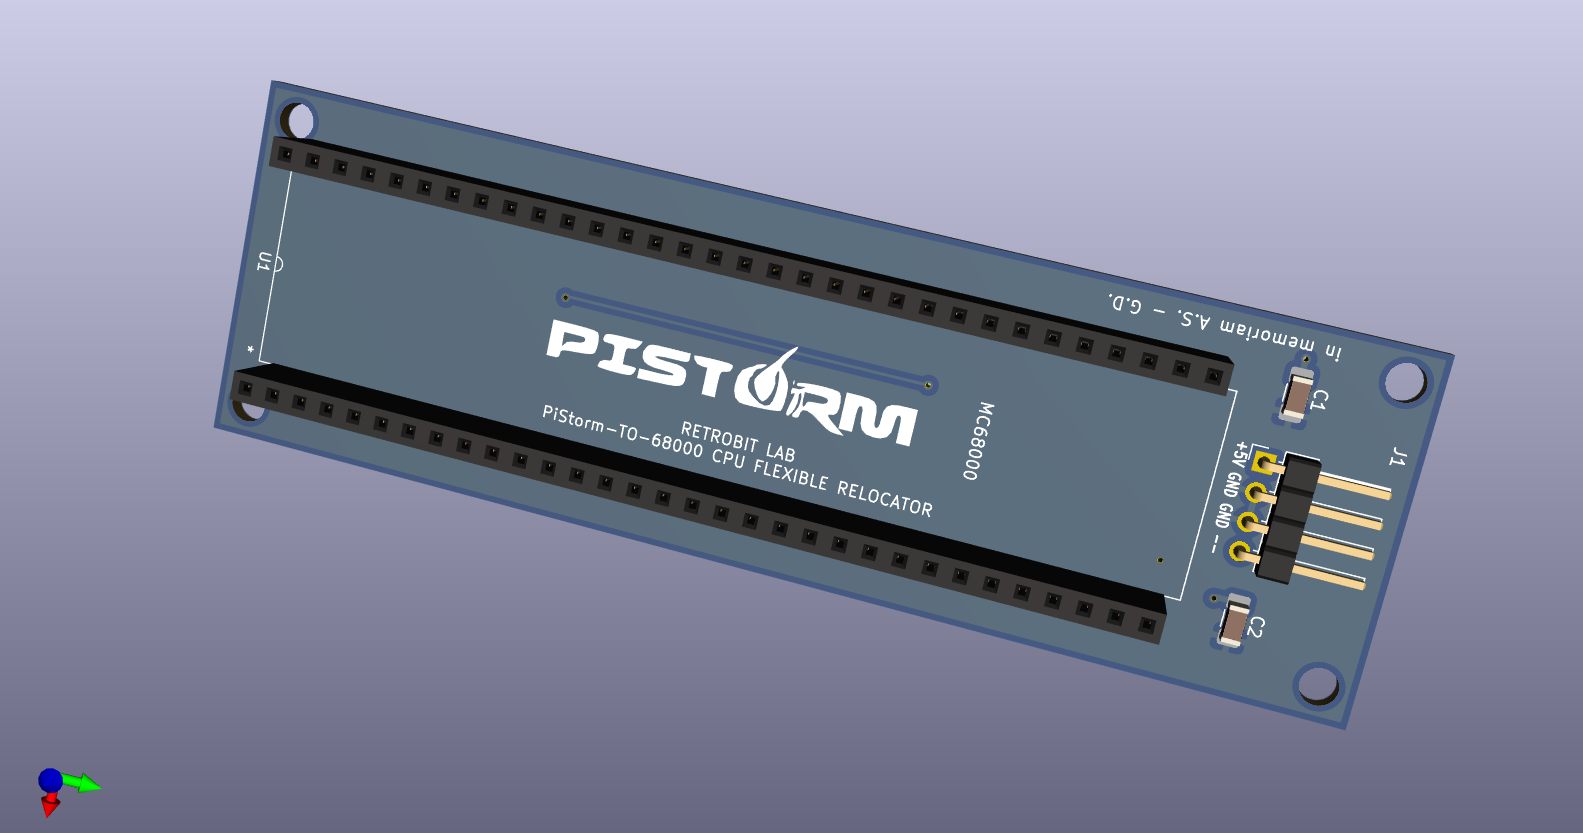 in memoriam A.S. - G.D.
U1
*
PISTORM
RETROBIT LAB
PiStorm-TO-68000 CPU FLEXIBLE RELOCATOR
MC68000
C1
J1
+5V
GND
GND
--
C2